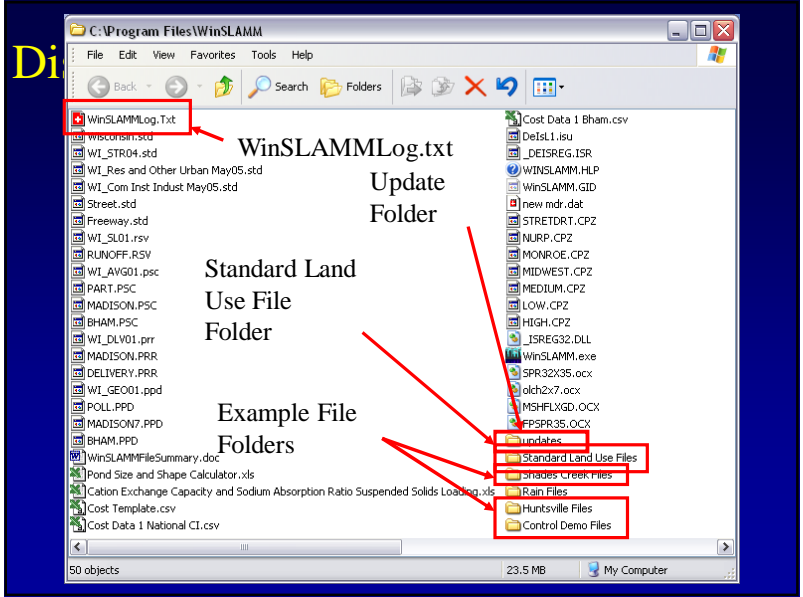 Di
C:\Program Files\WinSLAMM
File Edit View Favorites Tools Help
Back Search Folders
WinSLAMMLog.Txt
Wisconsin.std
WI_STR04.std
WI_Res and Other Urban May05.std
WI_Com Inst Indust May05.std
Street.std
Freeway.std
WI_SL01.rsv
RUNOFF.RSV
WI_AVG01.psc
PART.PSC
MADISON.PSC
BHAM.PSC
WI_DLV01.prr
MADISON.PRR
DELIVERY.PRR
WI_GEO01.ppd
POLL.PPD
MADISON7.PPD
BHAM.PPD
WinSLAMMFileSummary.doc
Pond Size and Shape Calculator.xls
Cation Exchange Capacity and Sodium Absorption Ratio Suspended Solids Loading.xls
Cost Template.csv
Cost Data 1 National CI.csv
Cost Data 1 Bham.csv
DeIsL1.isu
_DEISREG.ISR
WINSLAMM.HLP
WinSLAMM.GID
new mdr.dat
STRETDRT.CPZ
NURP.CPZ
MONROE.CPZ
MIDWEST.CPZ
MEDIUM.CPZ
LOW.CPZ
HIGH.CPZ
_ISREG32.DLL
WinSLAMM.exe
SPR32X35.ocx
olch2x7.ocx
MSHFLXGD.OCX
FPSPR35.OCX
updates
Standard Land Use Files
Shades Creek Files
Rain Files
Huntsville Files
Control Demo Files
WinSLAMMLog.txt
Update
Folder
Standard Land
Use File
Folder
Example File
Folders
50 objects 23.5 MB My Computer